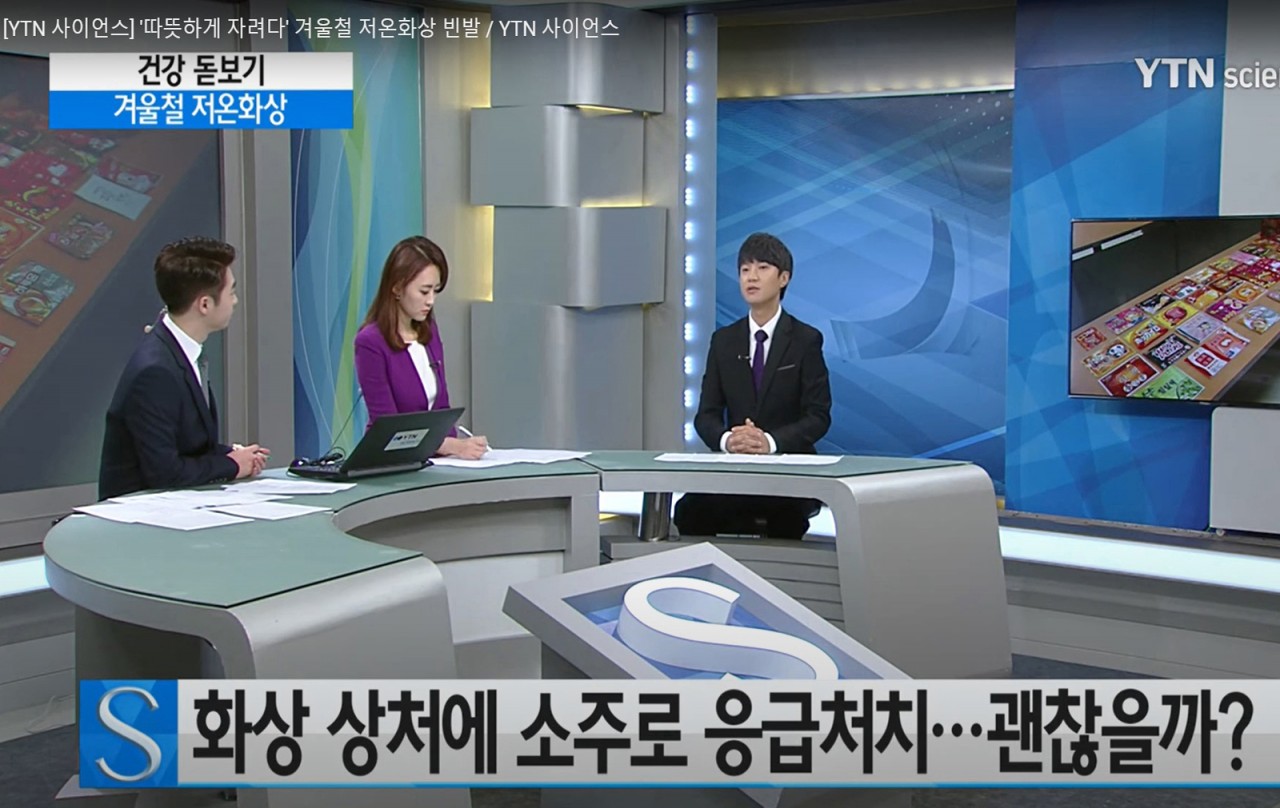 [YTN 사이언스] '따뜻하게 자려다' 겨울철 저온화상 빈발 / YTN 사이언스
건강 돋보기
겨울철 저온화상
YTN scie
YTN
S
S 화상 상처에 소주로 응급처치…괜찮을까?